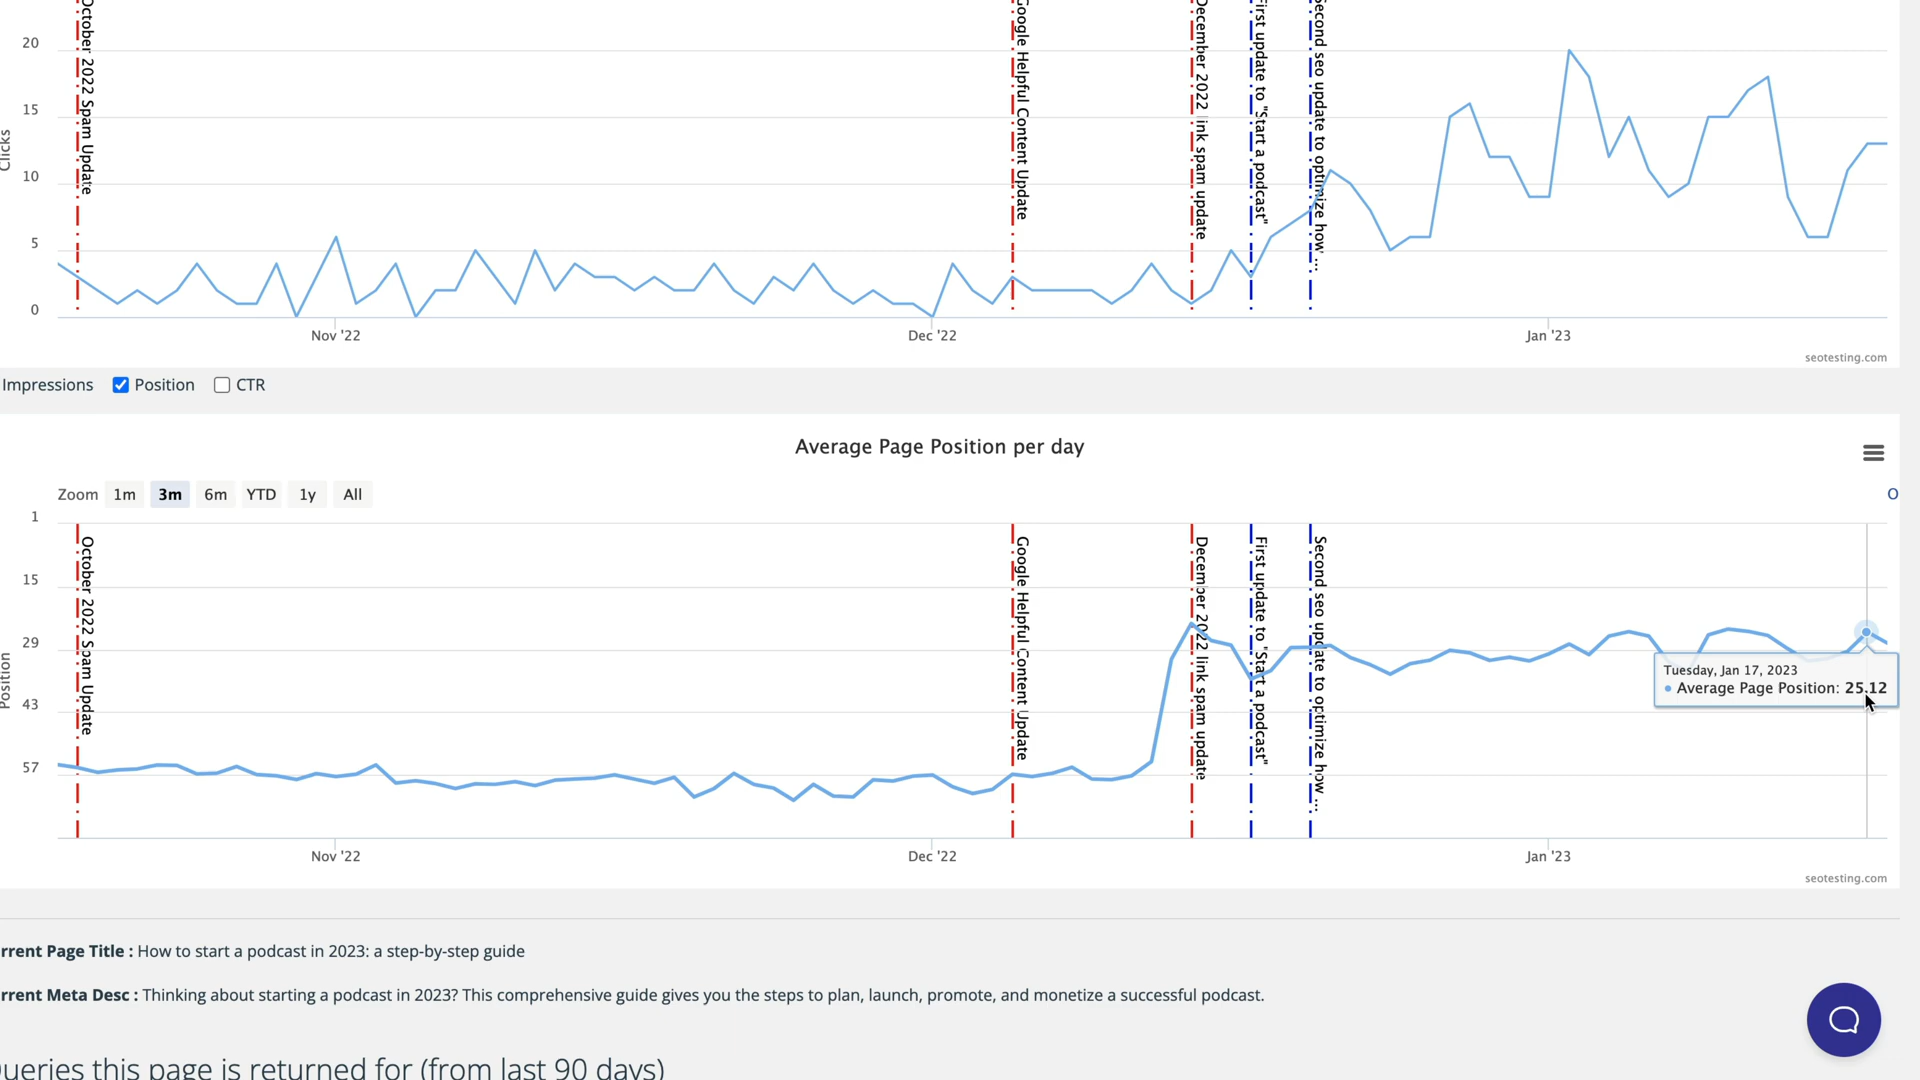 20
15
10
5
0
Clicks
October 2022 Spam Update
Google Helpful Content Update
December 2022 link spam update
First update to "Start a podcast"
Second seo update to optimize how ...
Nov '22
Dec '22
Jan '23
seotesting.com
Impressions
Position
CTR
Average Page Position per day
Zoom 1m 3m 6m YTD 1y All
O
1
15
29
43
57
Position
October 2022 Spam Update
Google Helpful Content Update
December 2022 link spam update
First update to "Start a podcast"
Second seo update to optimize how ...
Tuesday, Jan 17, 2023
Average Page Position: 25.12
Nov '22
Dec '22
Jan '23
seotesting.com
rrent Page Title : How to start a podcast in 2023: a step-by-step guide
rrent Meta Desc : Thinking about starting a podcast in 2023? This comprehensive guide gives you the steps to plan, launch, promote, and monetize a successful podcast.
ueries this page is returned for (from last 90 days)